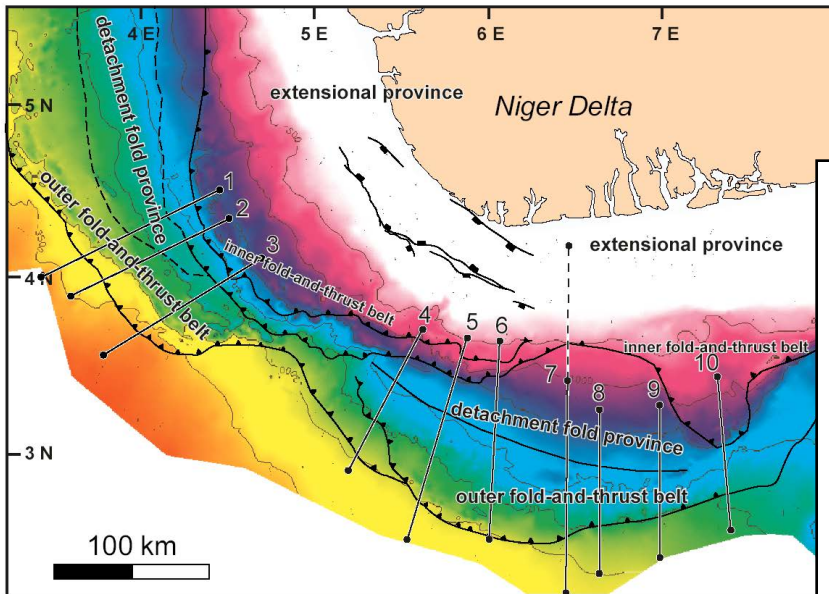 4 E
5 E
6 E
7 E
5 N
4 N
3 N
extensional province
Niger Delta
detachment fold province
outer fold-and-thrust belt
1
2
3
inner fold-and-thrust belt
extensional province
4
5
6
7
8
9
10
inner fold-and-thrust belt
detachment fold province
outer fold-and-thrust belt
100 km